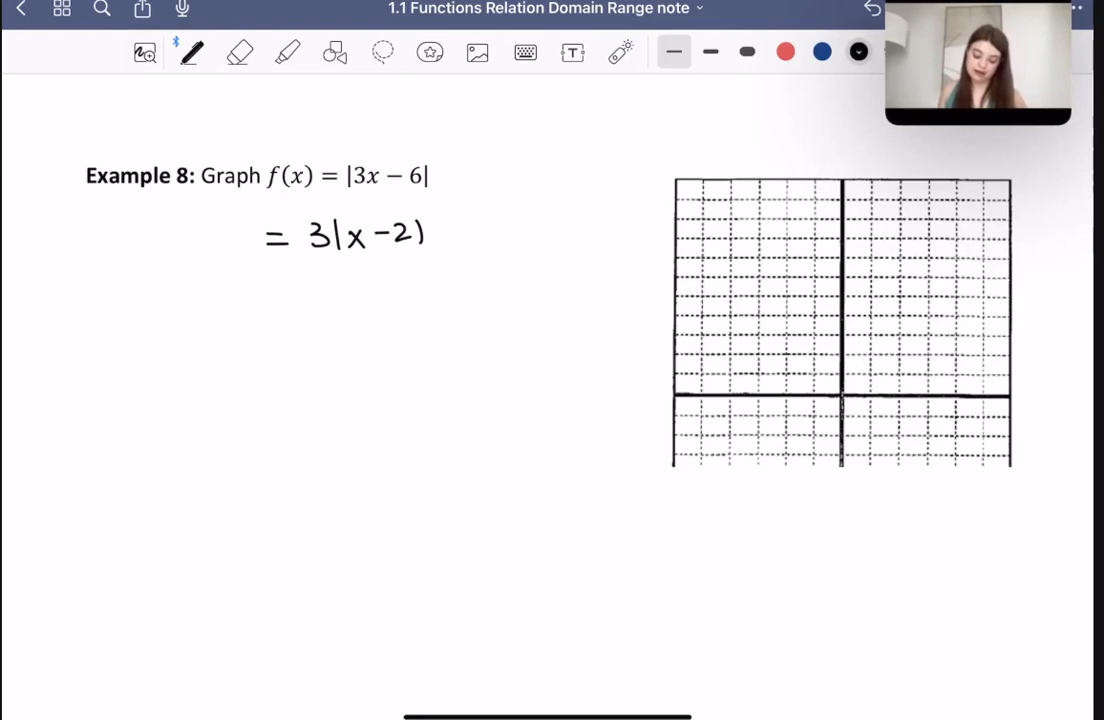 1.1 Functions Relation Domain Range note
T
Example 8: Graph f(x) = |3x − 6|
= 3|x − 2|